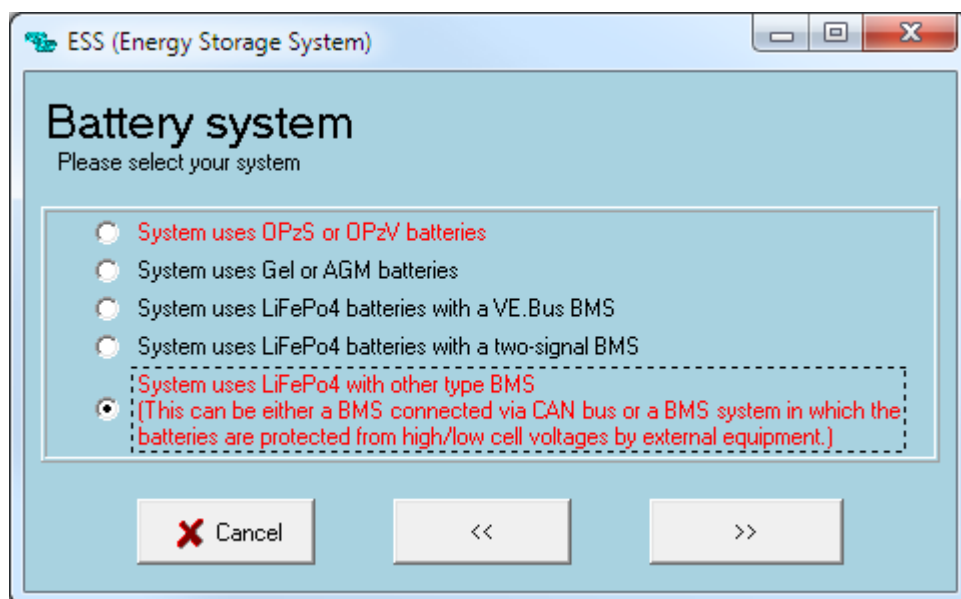 ESS (Energy Storage System)
Battery system
Please select your system
System uses OPzS or OPzV batteries
System uses Gel or AGM batteries
System uses LiFePo4 batteries with a VE.Bus BMS
System uses LiFePo4 batteries with a two-signal BMS
System uses LiFePo4 with other type BMS
(This can be either a BMS connected via CAN bus or a BMS system in which the
batteries are protected from high/low cell voltages by external equipment.)
Cancel
<<
>>